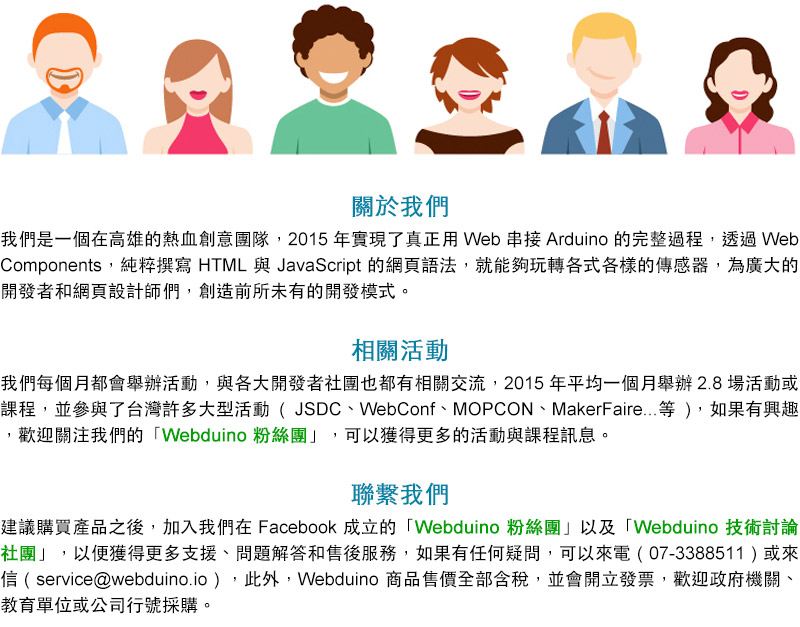 關於我們
我們是一個在高雄的熱血創意團隊，2015 年實現了真正用 Web 串接 Arduino 的完整過程，透過 Web
Components，純粹撰寫 HTML 與 JavaScript 的網頁語法，就能夠玩轉各式各樣的傳感器，為廣大的
開發者和網頁設計師們，創造前所未有的開發模式。
相關活動
我們每個月都會舉辦活動，與各大開發者社團也都有相關交流，2015 年平均一個月舉辦 2.8 場活動或
課程，並參與了台灣許多大型活動 ( JSDC、WebConf、MOPCON、MakerFaire...等 )，如果有興趣
，歡迎關注我們的「Webduino 粉絲團」，可以獲得更多的活動與課程訊息。
聯繫我們
建議購買產品之後，加入我們在 Facebook 成立的「Webduino 粉絲團」以及「Webduino 技術討論
社團」，以便獲得更多支援、問題解答和售後服務，如果有任何疑問，可以來電 ( 07-3388511 ) 或來
信 ( service@webduino.io ) ，此外，Webduino 商品售價全部含稅，並會開立發票，歡迎政府機關、
教育單位或公司行號採購。